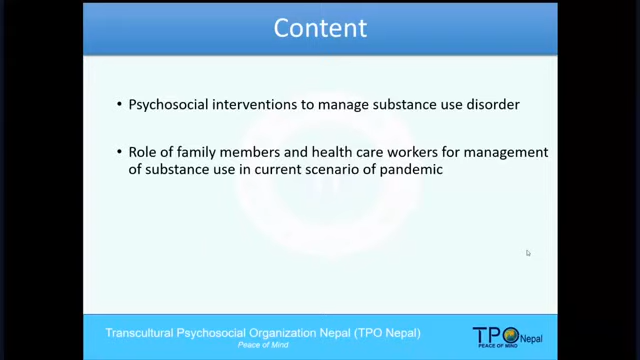 Content
• Psychosocial interventions to manage substance use disorder
• Role of family members and health care workers for management
of substance use in current scenario of pandemic
Transcultural Psychosocial Organization Nepal (TPO Nepal)
Peace of Mind
TPO Nepal
PEACE OF MIND